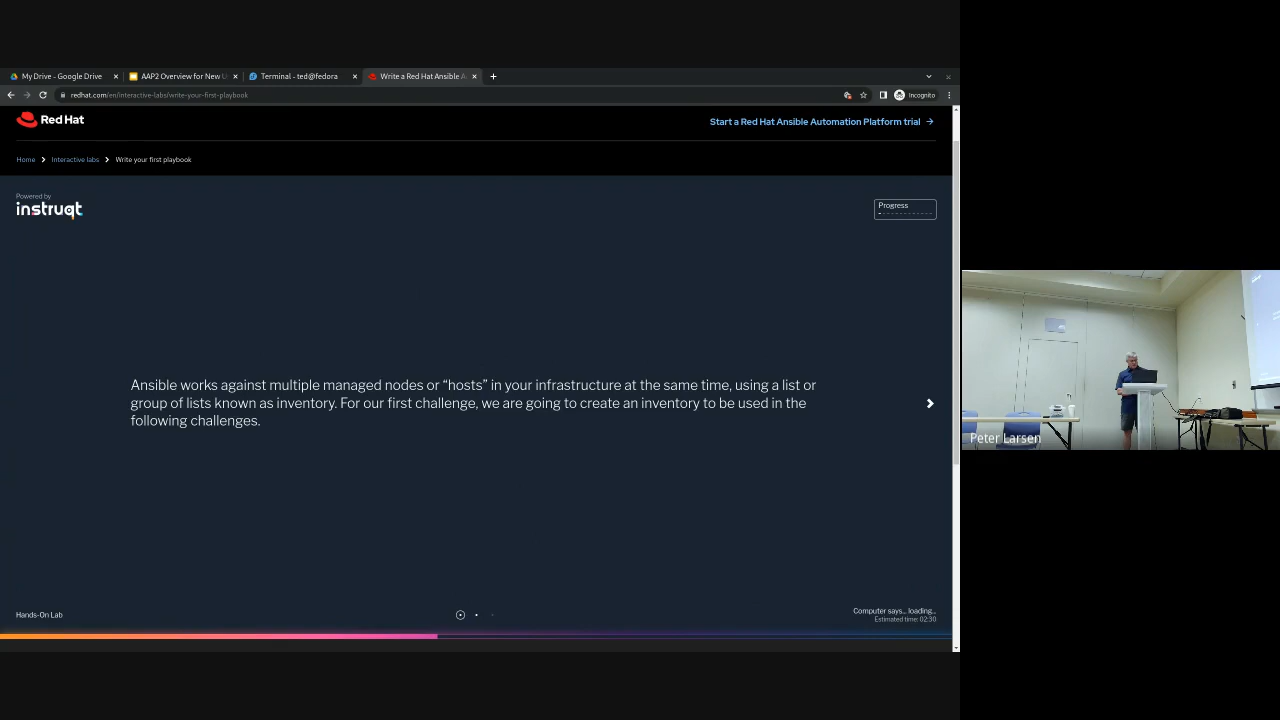 My Drive - Google Drive
AAP2 Overview for New U
Terminal - ted@fedora
Write a Red Hat Ansible A
redhat.com/en/interactive-labs/write-your-first-playbook
Incognito
Red Hat
Start a Red Hat Ansible Automation Platform trial
Home
Interactive labs
Write your first playbook
Powered by
instruqt
Progress
Ansible works against multiple managed nodes or “hosts” in your infrastructure at the same time, using a list or
group of lists known as inventory. For our first challenge, we are going to create an inventory to be used in the
following challenges.
Peter Larsen
Hands-On Lab
Computer says... loading...
Estimated time: 02:30